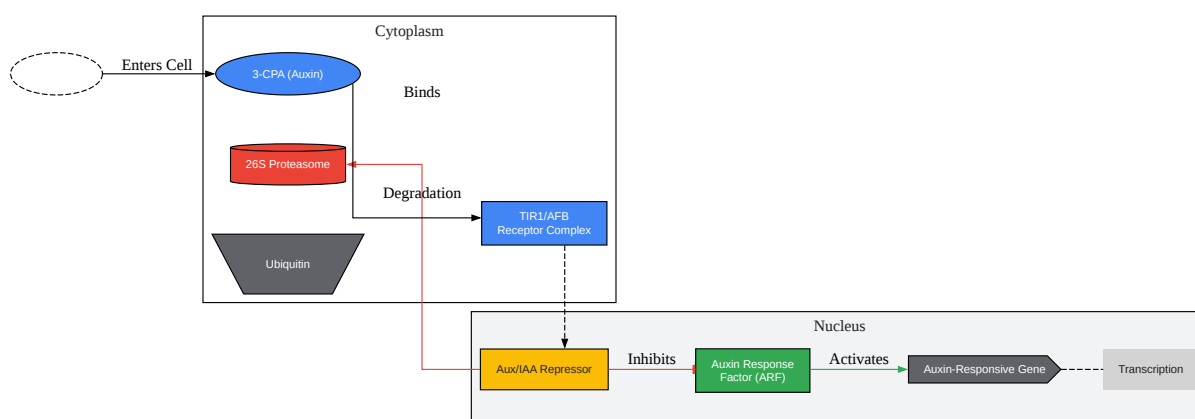 Cytoplasm
Enters Cell
3-CPA (Auxin)
Binds
26S Proteasome
Degradation
TIR1/AFB
Receptor Complex
Ubiquitin
Nucleus
Aux/IAA Repressor
Inhibits
Auxin Response
Factor (ARF)
Activates
Auxin-Responsive Gene
Transcription